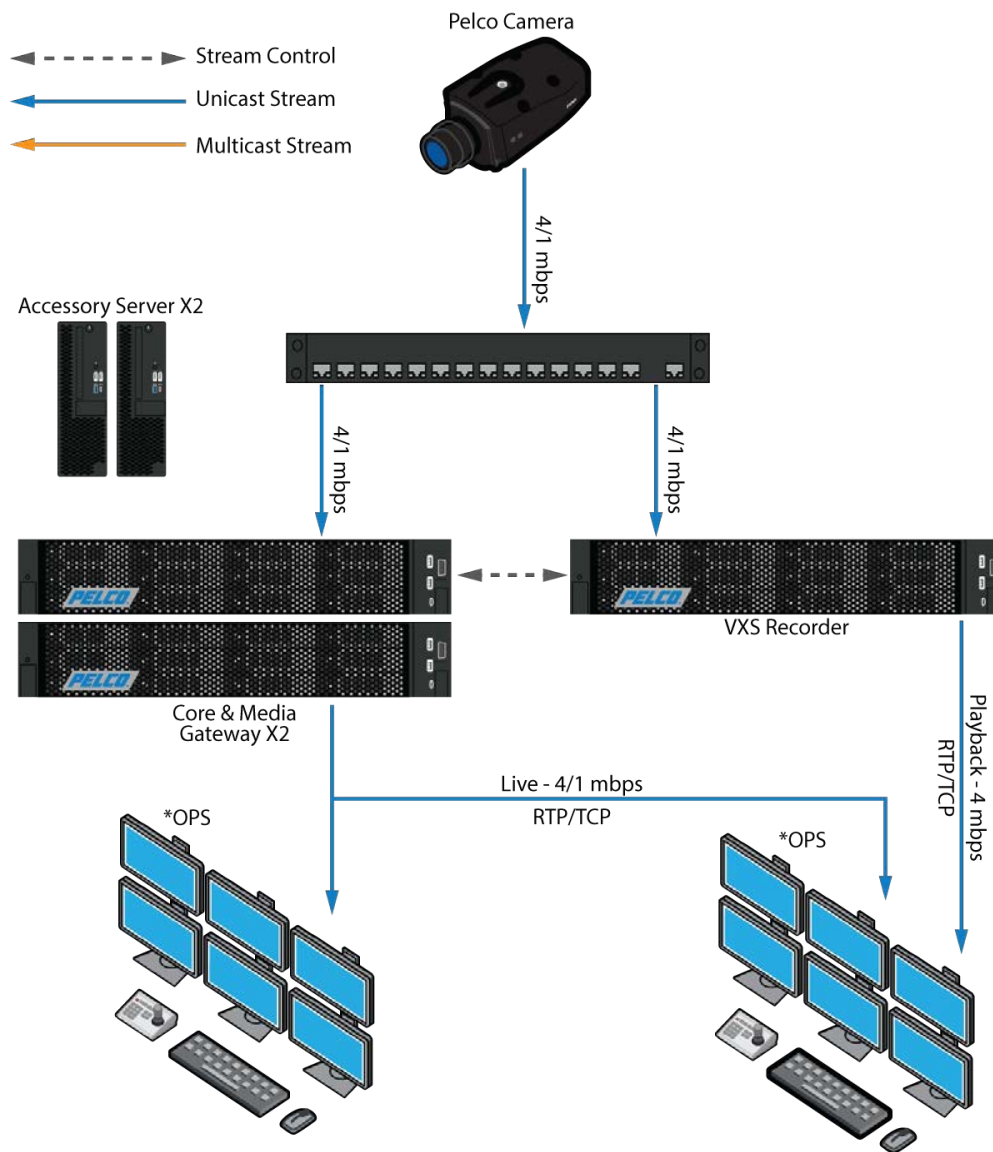 Pelco Camera
Stream Control
Unicast Stream
Multicast Stream
4/1 mbps
Accessory Server X2
4/1 mbps
4/1 mbps
PELCO
PELCO
VXS Recorder
PELCO
Core & Media
Gateway X2
Playback - 4 mbps
RTP/TCP
Live - 4/1 mbps
RTP/TCP
*OPS
*OPS